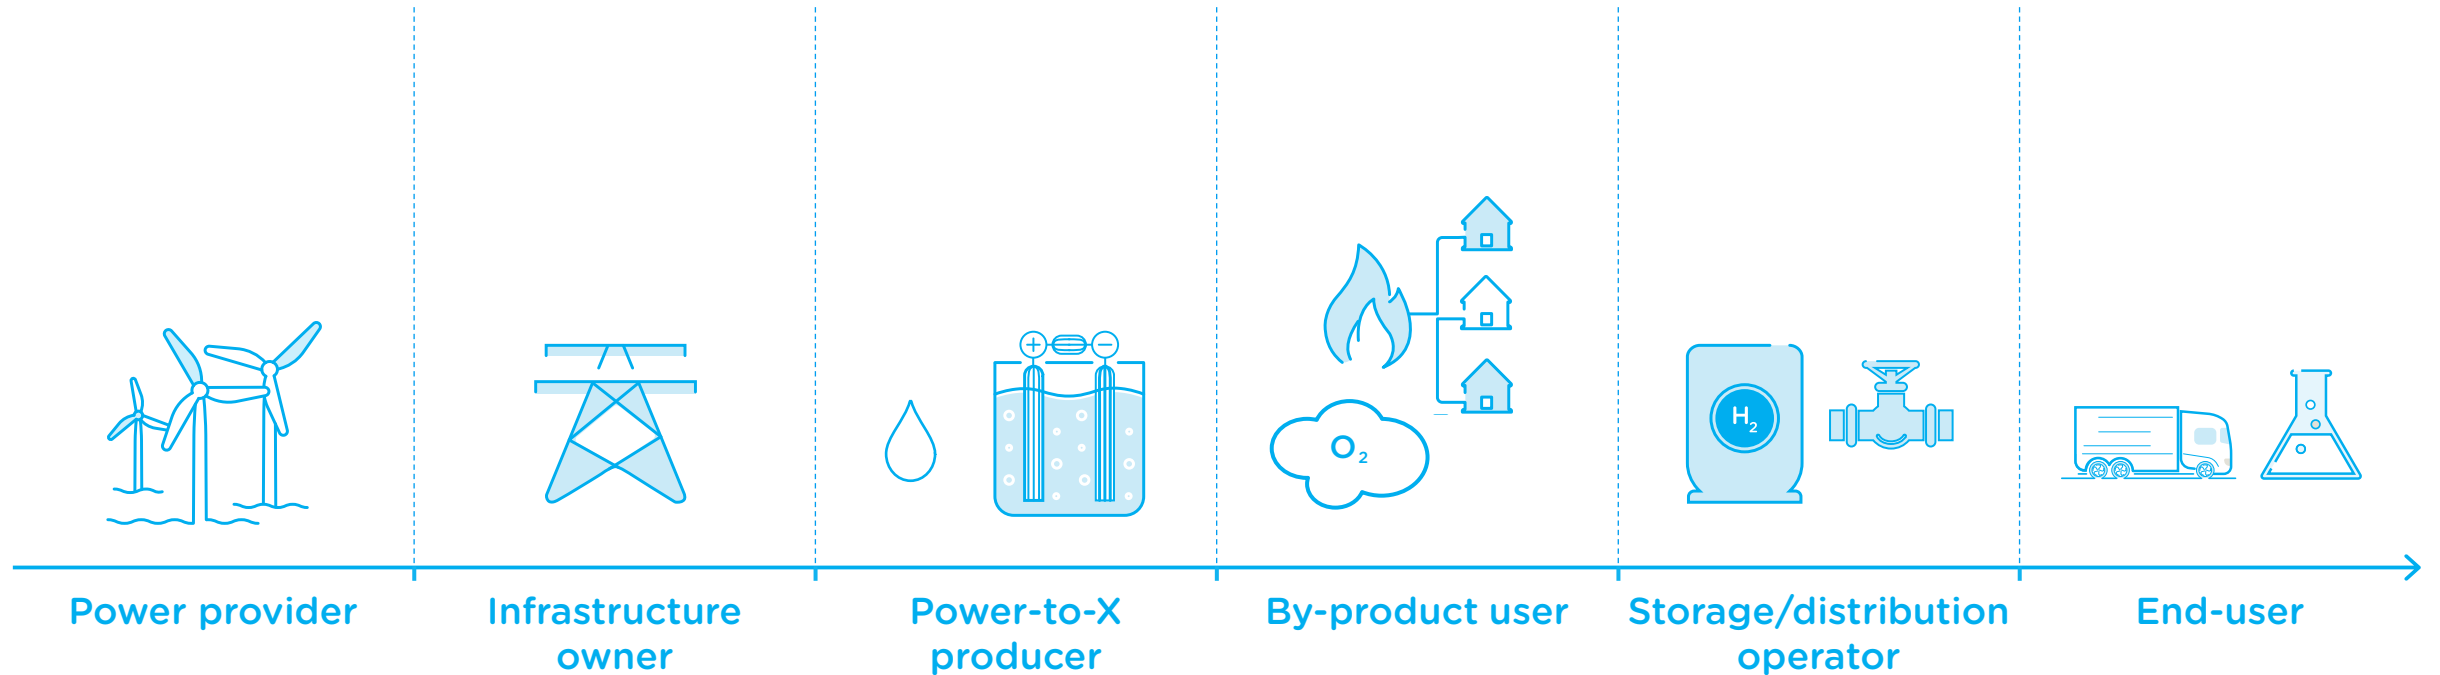 + −
O₂
H₂
Power provider
Infrastructure
owner
Power-to-X
producer
By-product user
Storage/distribution
operator
End-user